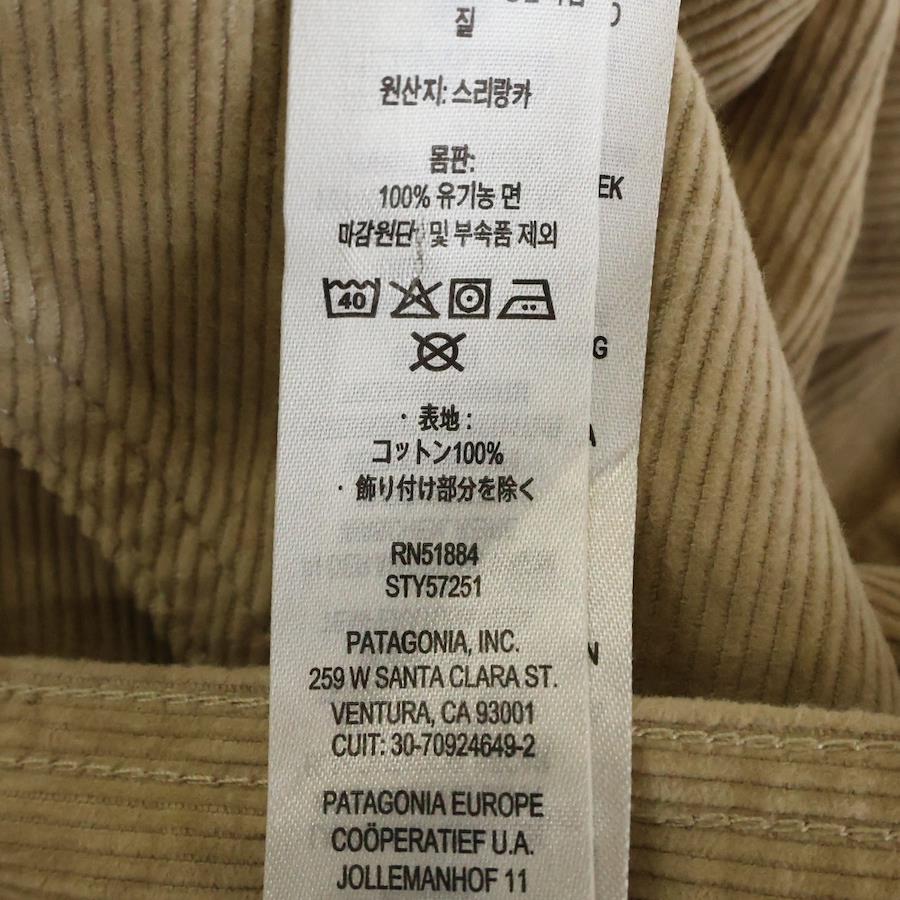 질
원산지: 스리랑카
몸판:
100% 유기농 면
마감원단 및 부속품 제외
40
・表地 :
コットン100%
・飾り付け部分を除く
RN51884
STY57251
PATAGONIA, INC.
259 W SANTA CLARA ST.
VENTURA, CA 93001
CUIT: 30-70924649-2
PATAGONIA EUROPE
COÖPERATIEF U.A.
JOLLEMANHOF 11
EK
G
A
N